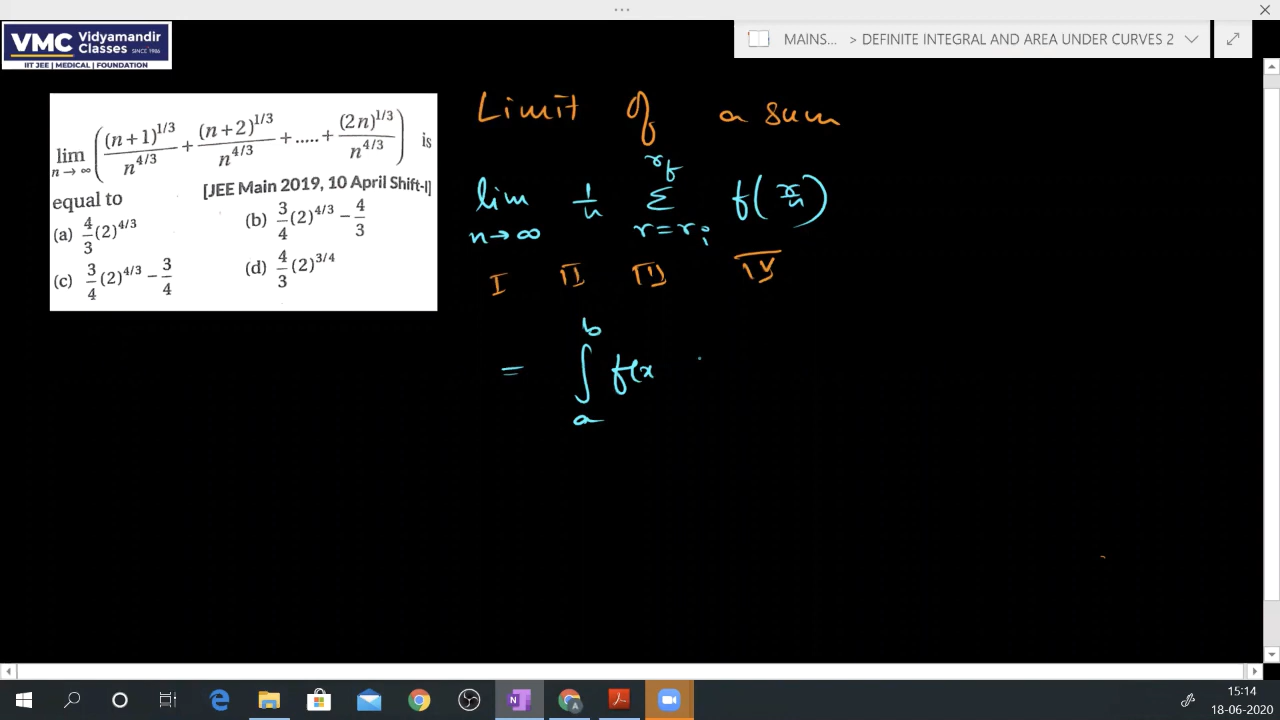 VMC Vidyamandir Classes SINCE 1986
IIT JEE | MEDICAL | FOUNDATION
MAINS... > DEFINITE INTEGRAL AND AREA UNDER CURVES 2
lim n → ∞ ( (n+1)^1/3 / n^4/3 + (n+2)^1/3 / n^4/3 + ..... + (2n)^1/3 / n^4/3 ) is
equal to [JEE Main 2019, 10 April Shift-I]
(a) 4/3 (2)^4/3 (b) 3/4 (2)^4/3 − 4/3
(c) 3/4 (2)^4/3 − 3/4 (d) 4/3 (2)^3/4
Limit of a sum
lim n→∞ 1/n Σ r=r_i r_f f(r/n)
I II III IV
= ∫ a b f(x
15:14
18-06-2020